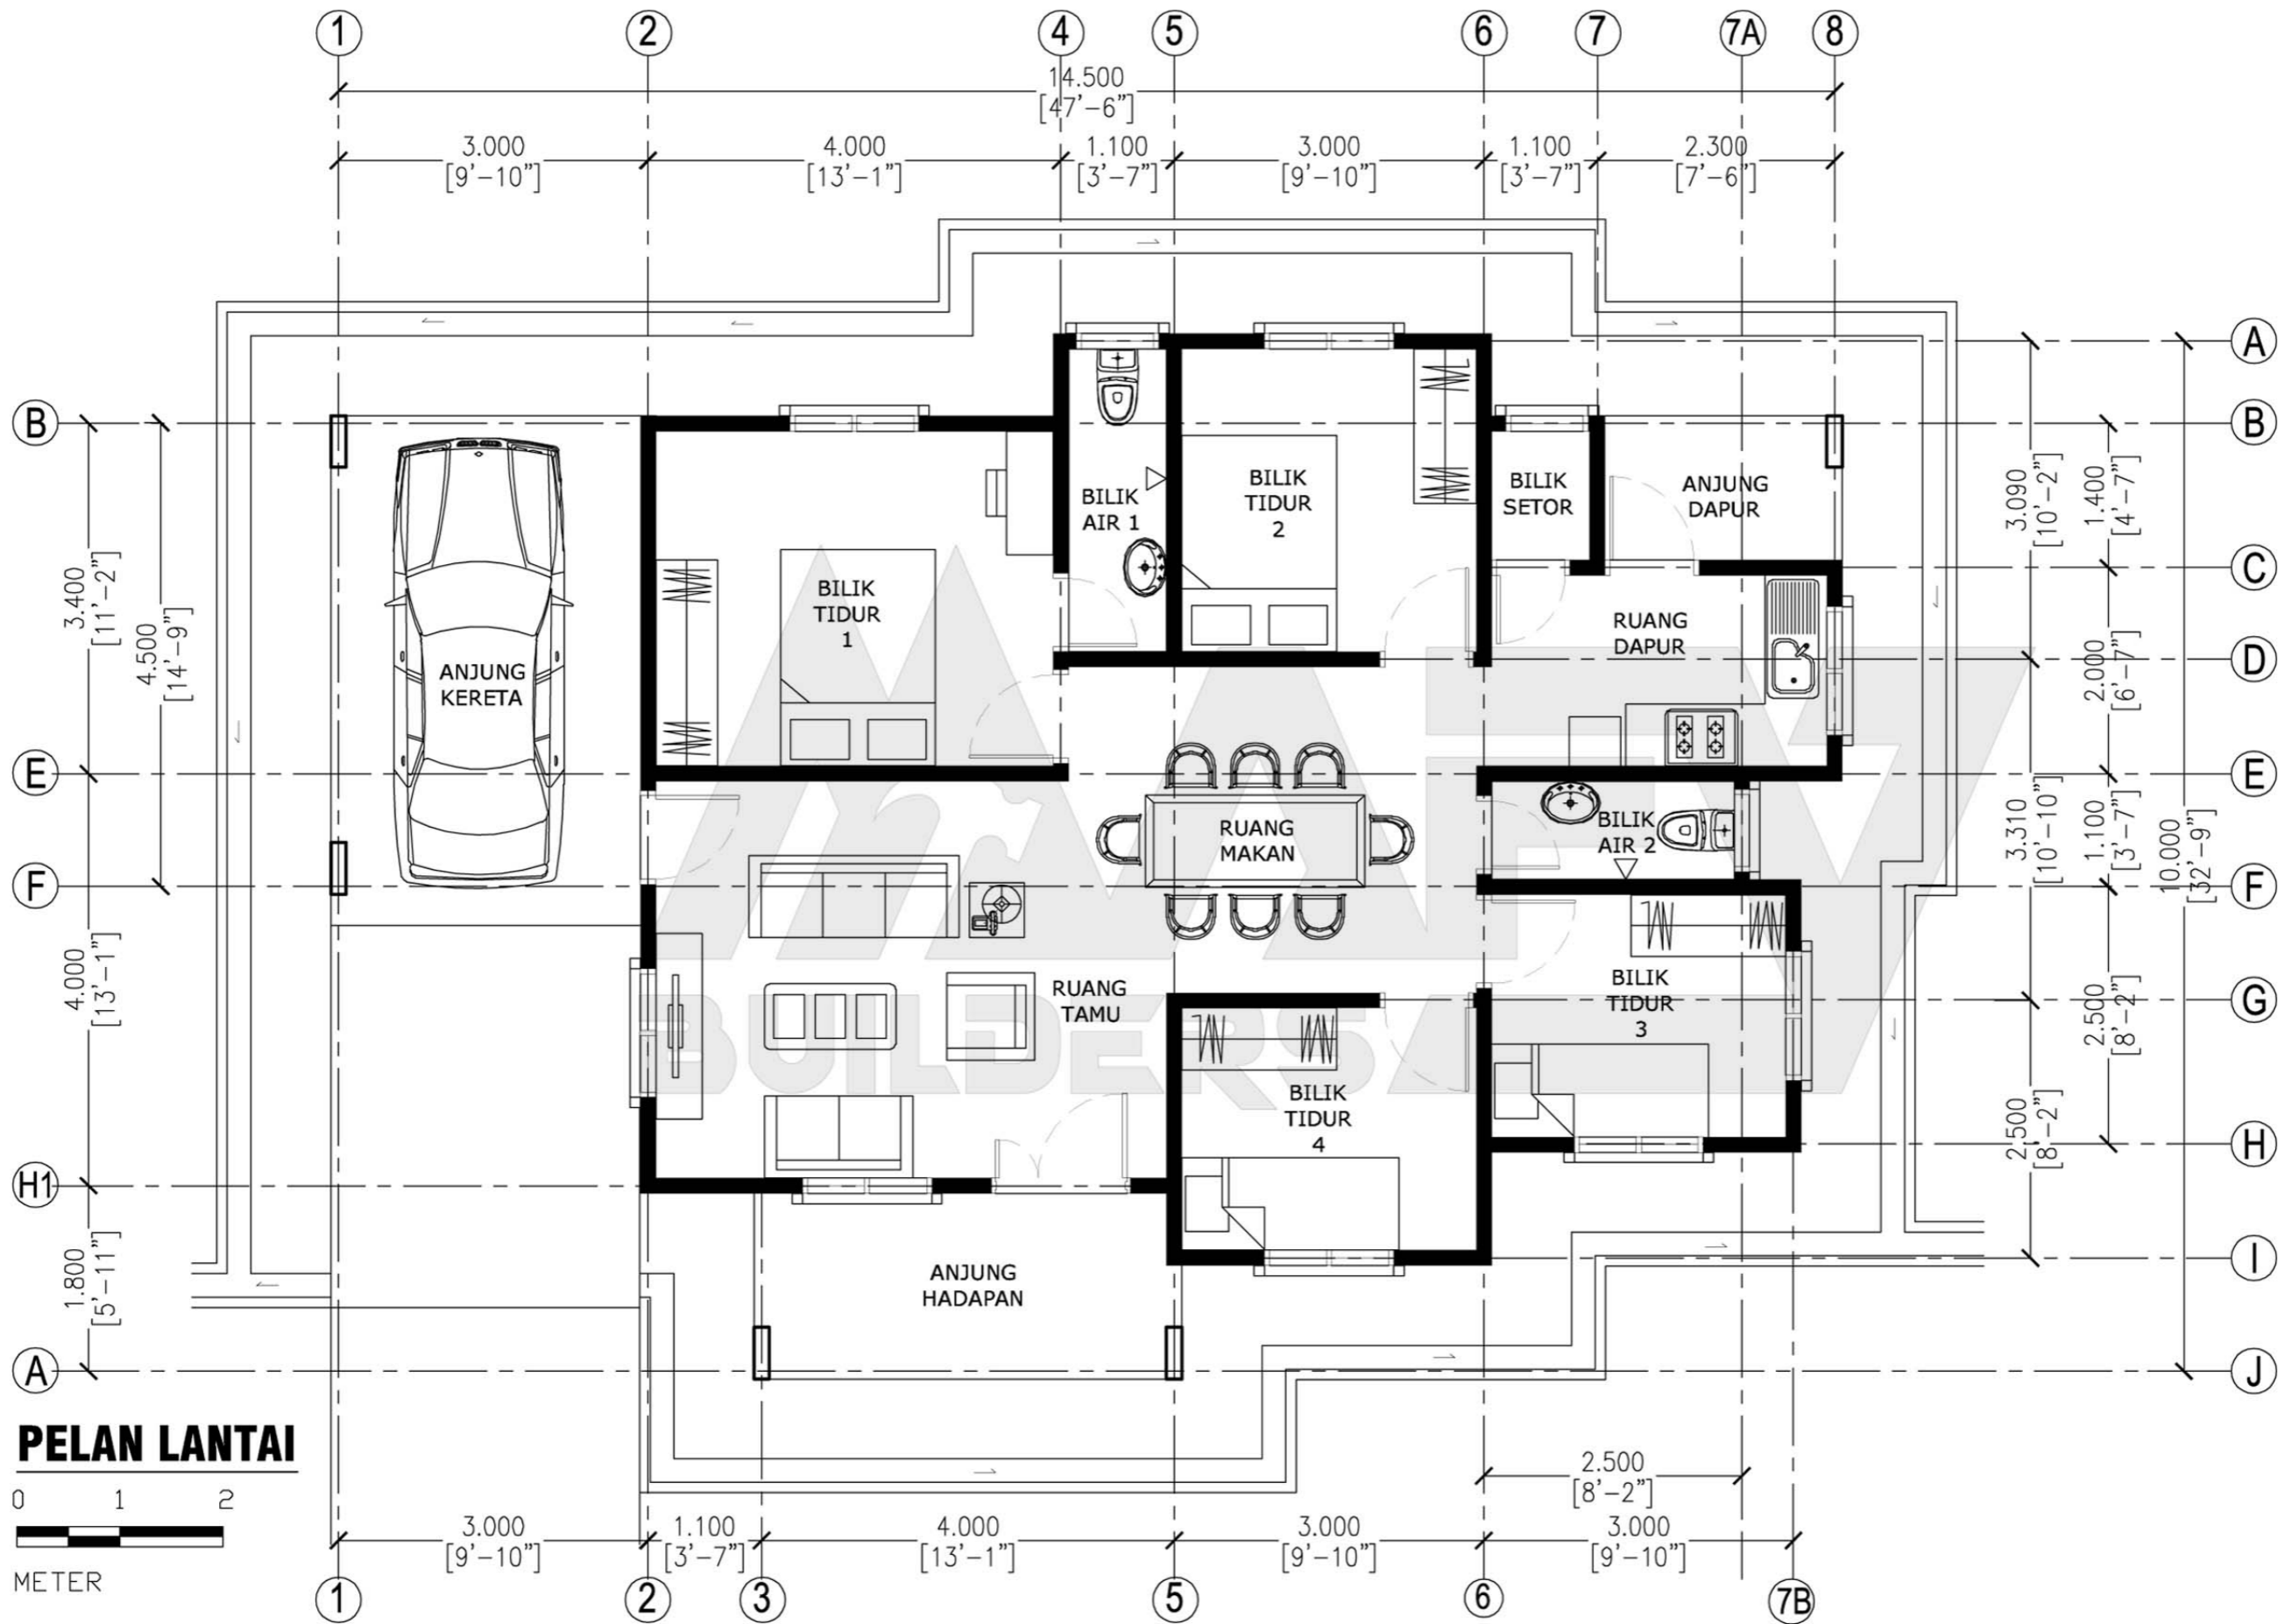 1 2 4 5 6 7 7A 8
14.500
[47'-6"]
3.000 4.000 1.100 3.000 1.100 2.300
[9'-10"] [13'-1"] [3'-7"] [9'-10"] [3'-7"] [7'-6"]
A
B
B
C
D
E
E
F
F
G
H
H1
I
A
J
3.400
[11'-2"]
4.500
[14'-9"]
4.000
[13'-1"]
1.800
[5'-11"]
3.090
[10'-2"]
1.400
[4'-7"]
2.000
[6'-7"]
3.310
[10'-10"]
1.100
[3'-7"]
10.000
[32'-9"]
2.500
[8'-2"]
2.500
[8'-2"]
BILIK
AIR 1
BILIK
TIDUR
2
BILIK
SETOR
ANJUNG
DAPUR
BILIK
TIDUR
1
RUANG
DAPUR
ANJUNG
KERETA
RUANG
MAKAN
BILIK
AIR 2
RUANG
TAMU
BILIK
TIDUR
3
BILIK
TIDUR
4
ANJUNG
HADAPAN
BUILDERS
PELAN LANTAI
0 1 2
METER
2.500
[8'-2"]
3.000 1.100 4.000 3.000 3.000
[9'-10"] [3'-7"] [13'-1"] [9'-10"] [9'-10"]
1 2 3 5 6 7B